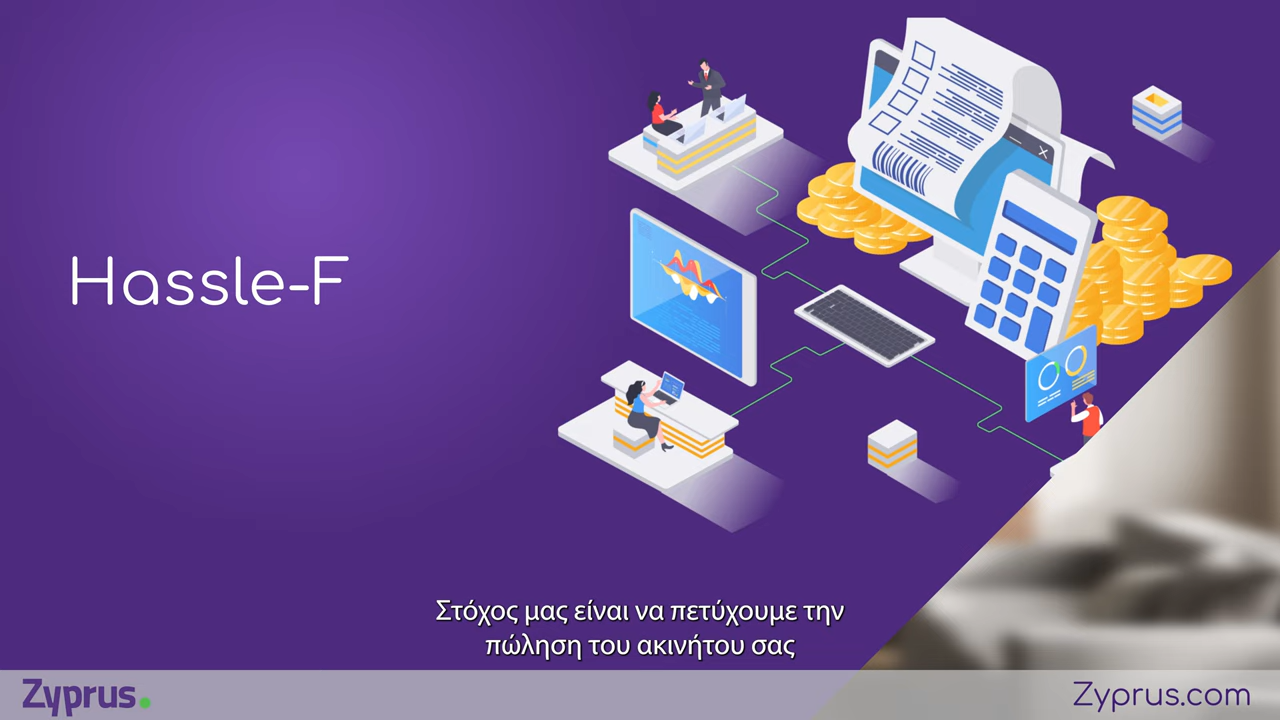 Hassle-F
Στόχος μας είναι να πετύχουμε την
πώληση του ακινήτου σας
Zyprus.
Zyprus.com